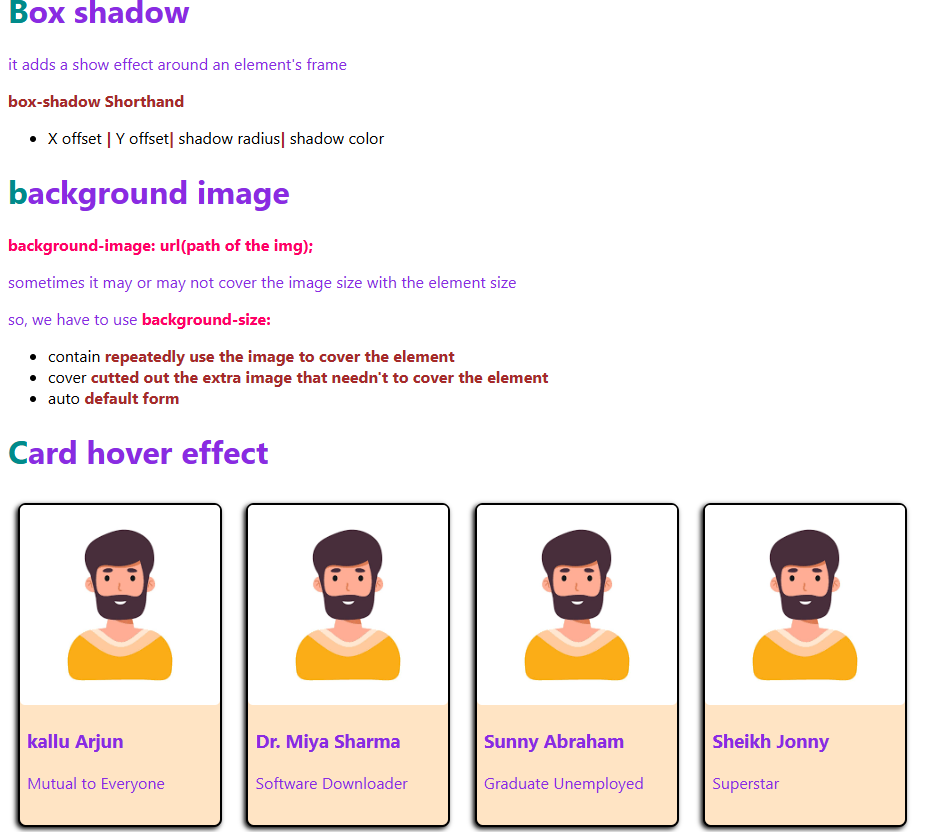 Box shadow
it adds a show effect around an element's frame
box-shadow Shorthand
X offset | Y offset| shadow radius| shadow color
background image
background-image: url(path of the img);
sometimes it may or may not cover the image size with the element size
so, we have to use background-size:
contain repeatedly use the image to cover the element
cover cutted out the extra image that needn't to cover the element
auto default form
Card hover effect
kallu Arjun
Mutual to Everyone
Dr. Miya Sharma
Software Downloader
Sunny Abraham
Graduate Unemployed
Sheikh Jonny
Superstar